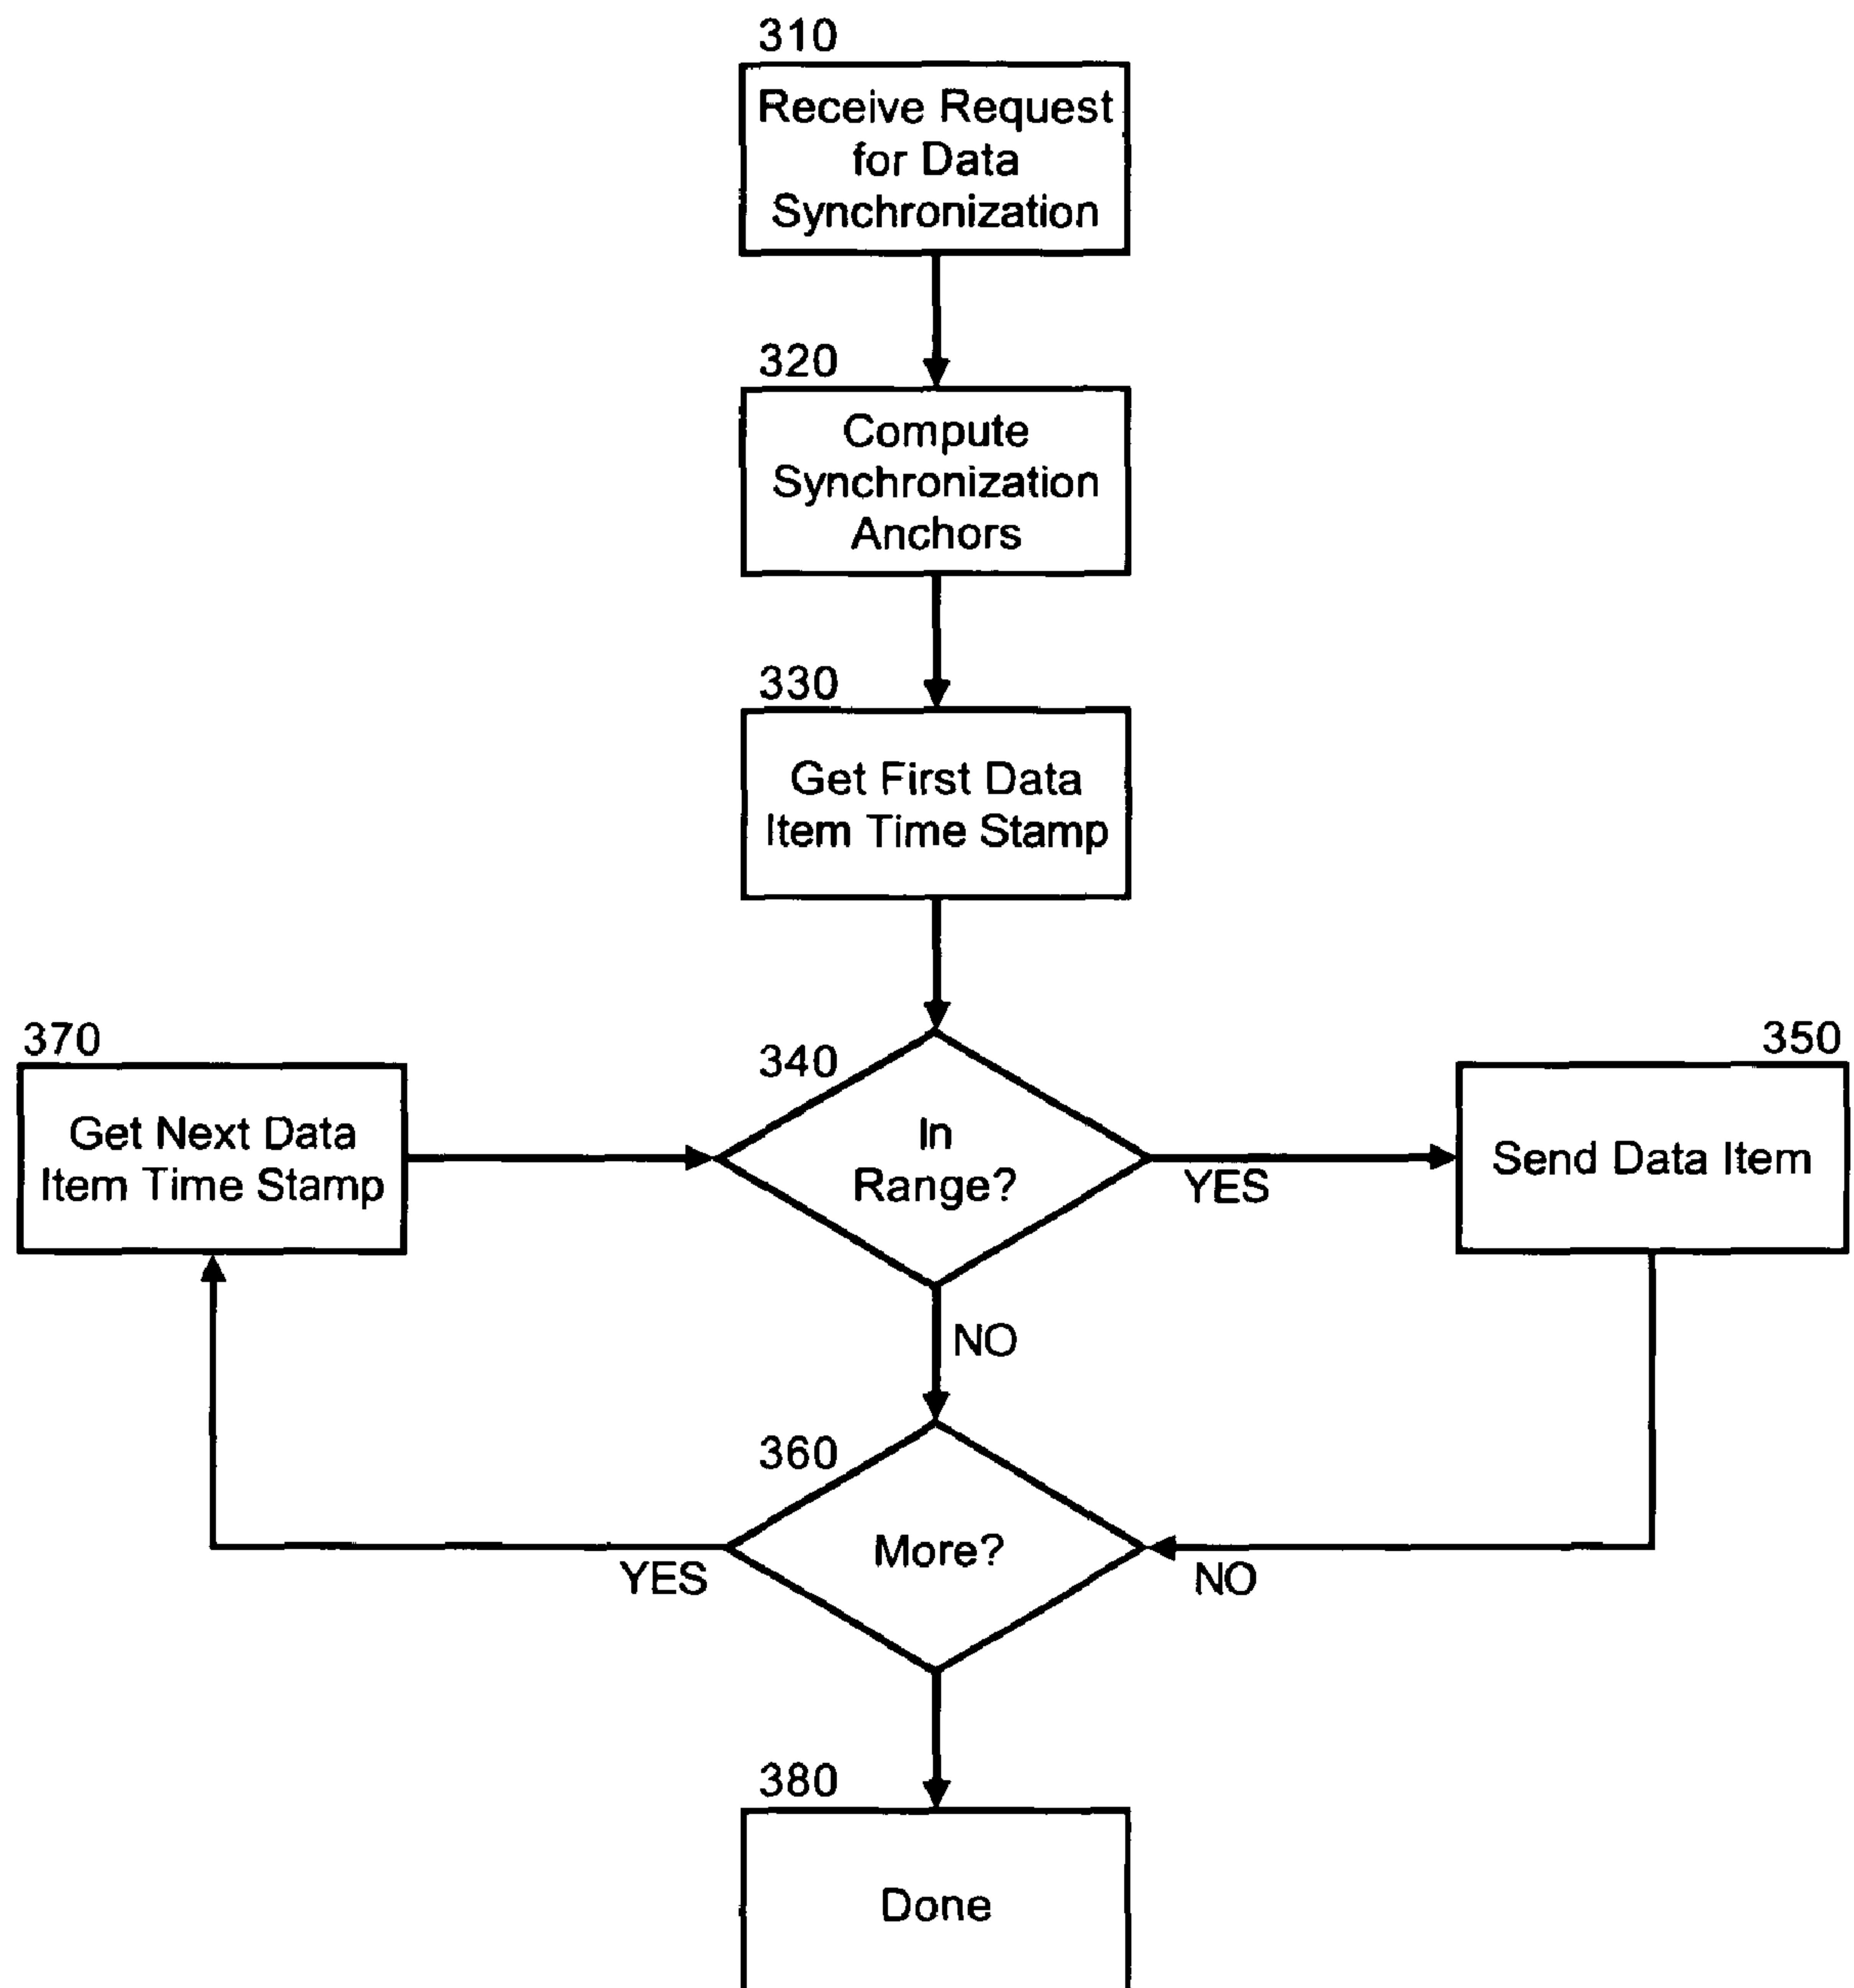 310
Receive Request
for Data
Synchronization
320
Compute
Synchronization
Anchors
330
Get First Data
Item Time Stamp
370
Get Next Data
Item Time Stamp
340
In
Range?
YES
350
Send Data Item
NO
360
More?
YES
NO
380
Done